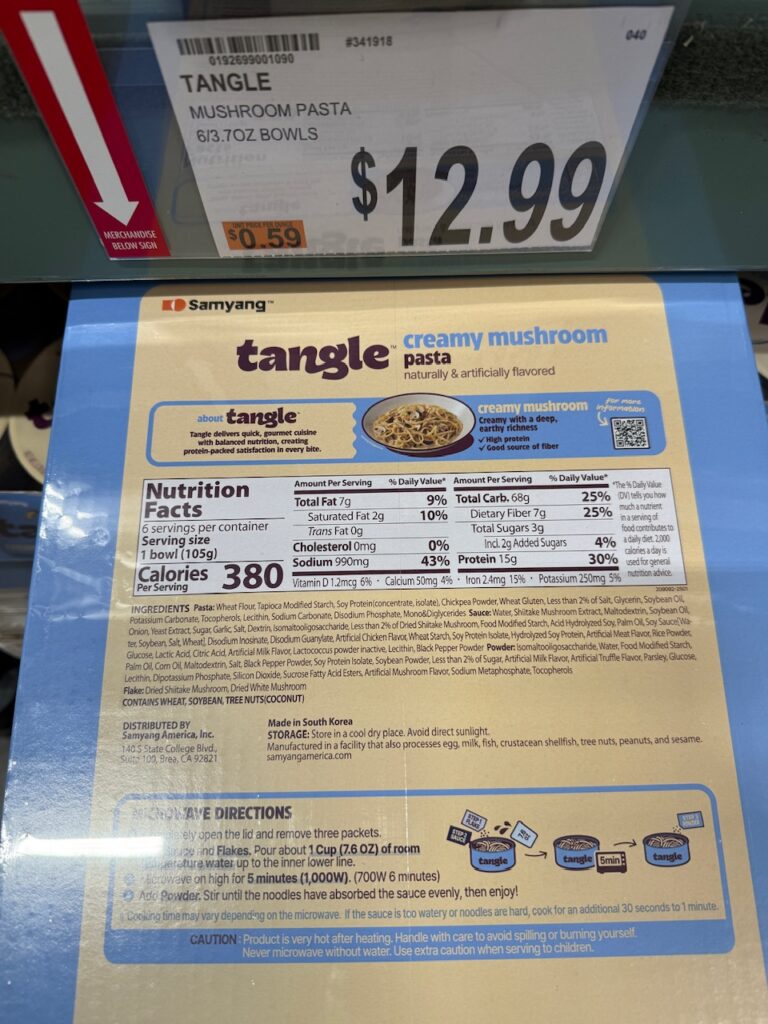 0192699001090
#341918
040
TANGLE
MUSHROOM PASTA
6/3.7OZ BOWLS
$12.99
UNIT PRICE PER OUNCE
$0.59
MERCHANDISE
BELOW SIGN
Samyang™
tangle™ creamy mushroom
pasta
naturally & artificially flavored
about tangle™
Tangle delivers quick, gourmet cuisine
with balanced nutrition, creating
protein-packed satisfaction in every bite.
creamy mushroom
Creamy with a deep,
earthy richness
✓ High protein
✓ Good source of fiber
for more
information
Nutrition
Facts
6 servings per container
Serving size
1 bowl (105g)
Calories
Per Serving
380
Amount Per Serving % Daily Value*
Total Fat 7g 9%
Saturated Fat 2g 10%
Trans Fat 0g
Cholesterol 0mg 0%
Sodium 990mg 43%
Amount Per Serving % Daily Value*
Total Carb. 68g 25%
Dietary Fiber 7g 25%
Total Sugars 3g
Incl. 2g Added Sugars 4%
Protein 15g 30%
Vitamin D 1.2mcg 6% · Calcium 50mg 4% · Iron 2.4mg 15% · Potassium 250mg 5%
*The % Daily Value
(DV) tells you how
much a nutrient
in a serving of
food contributes to
a daily diet. 2,000
calories a day is
used for general
nutrition advice.
INGREDIENTS Pasta: Wheat Flour, Tapioca Modified Starch, Soy Protein(concentrate, isolate), Chickpea Powder, Wheat Gluten, Less than 2% of Salt, Glycerin, Soybean Oil,
Potassium Carbonate, Tocopherols, Lecithin, Sodium Carbonate, Disodium Phosphate, Mono&Diglycerides. Sauce: Water, Shiitake Mushroom Extract, Maltodextrin, Soybean Oil,
Onion, Yeast Extract, Sugar, Garlic, Salt, Dextrin, Isomaltooligosaccharide, Less than 2% of Dried Shiitake Mushroom, Food Modified Starch, Acid Hydrolyzed Soy, Palm Oil, Soy Sauce[Wa-
ter, Soybean, Salt, Wheat], Disodium Inosinate, Disodium Guanylate, Artificial Chicken Flavor, Wheat Starch, Soy Protein Isolate, Hydrolyzed Soy Protein, Artificial Meat Flavor, Rice Powder,
Glucose, Lactic Acid, Citric Acid, Artificial Milk Flavor, Lactococcus powder inactive, Lecithin, Black Pepper Powder Powder: Isomaltooligosaccharide, Water, Food Modified Starch,
Palm Oil, Corn Oil, Maltodextrin, Salt, Black Pepper Powder, Soy Protein Isolate, Soybean Powder, Less than 2% of Sugar, Artificial Milk Flavor, Artificial Truffle Flavor, Parsley, Glucose,
Lecithin, Dipotassium Phosphate, Silicon Dioxide, Sucrose Fatty Acid Esters, Artificial Mushroom Flavor, Sodium Metaphosphate, Tocopherols
Flake: Dried Shiitake Mushroom, Dried White Mushroom
CONTAINS WHEAT, SOYBEAN, TREE NUTS(COCONUT)
DISTRIBUTED BY
Samyang America, Inc.
140 S State College Blvd.,
Suite 100, Brea, CA 92821
Made in South Korea
STORAGE: Store in a cool dry place. Avoid direct sunlight.
Manufactured in a facility that also processes egg, milk, fish, crustacean shellfish, tree nuts, peanuts, and sesame.
samyangamerica.com
MICROWAVE DIRECTIONS
open the lid and remove three packets.
and Flakes. Pour about 1 Cup (7.6 OZ) of room
temperature water up to the inner lower line.
Microwave on high for 5 minutes (1,000W). (700W 6 minutes)
Add Powder. Stir until the noodles have absorbed the sauce evenly, then enjoy!
* Cooking time may vary depending on the microwave. If the sauce is too watery or noodles are hard, cook for an additional 30 seconds to 1 minute.
tangle
tangle
5min
tangle
CAUTION : Product is very hot after heating. Handle with care to avoid spilling or burning yourself.
Never microwave without water. Use extra caution when serving to children.